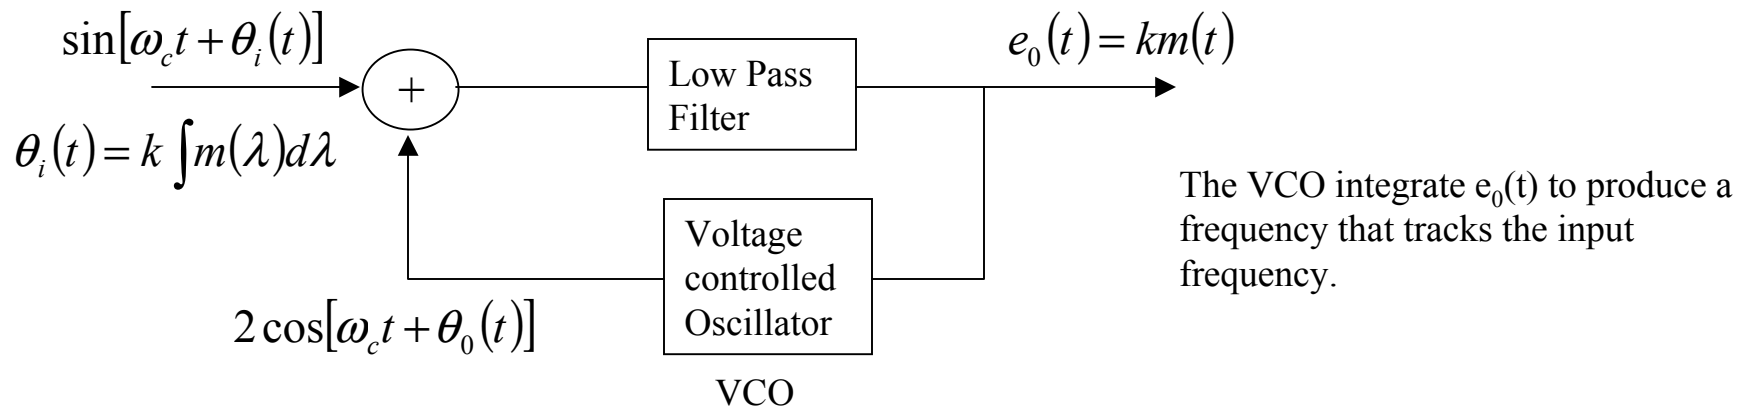 sin[ω_c t + θ_i(t)]
θ_i(t) = k ∫m(λ)dλ
+
Low Pass
Filter
e_0(t) = km(t)
The VCO integrate e_0(t) to produce a
frequency that tracks the input
frequency.
Voltage
controlled
Oscillator
2 cos[ω_c t + θ_0(t)]
VCO